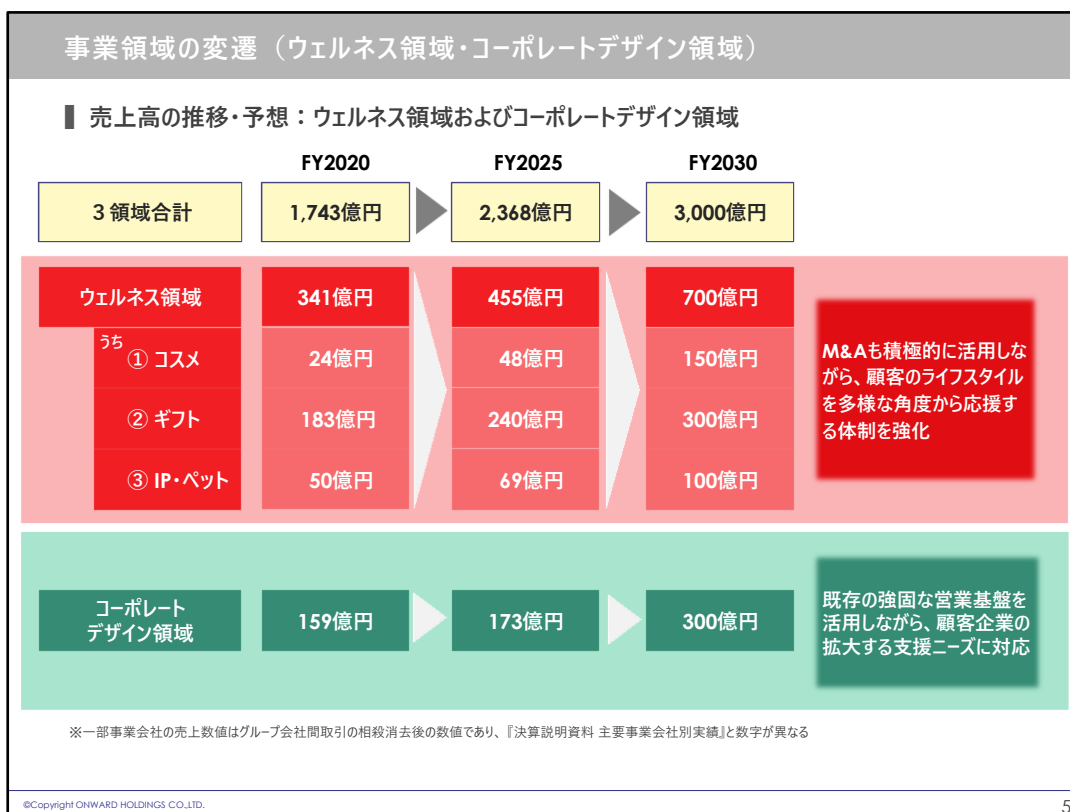 事業領域の変遷（ウェルネス領域・コーポレートデザイン領域）
売上高の推移・予想：ウェルネス領域およびコーポレートデザイン領域
FY2020 FY2025 FY2030
３領域合計 1,743億円 2,368億円 3,000億円
ウェルネス領域 341億円 455億円 700億円
うち
① コスメ 24億円 48億円 150億円
② ギフト 183億円 240億円 300億円
③ IP・ペット 50億円 69億円 100億円
M&Aも積極的に活用しな
がら、顧客のライフスタイル
を多様な角度から応援す
る体制を強化
コーポレート
デザイン領域
159億円 173億円 300億円
既存の強固な営業基盤を
活用しながら、顧客企業の
拡大する支援ニーズに対応
※一部事業会社の売上数値はグループ会社間取引の相殺消去後の数値であり、『決算説明資料 主要事業会社別実績』と数字が異なる
©Copyright ONWARD HOLDINGS CO.,LTD.
5